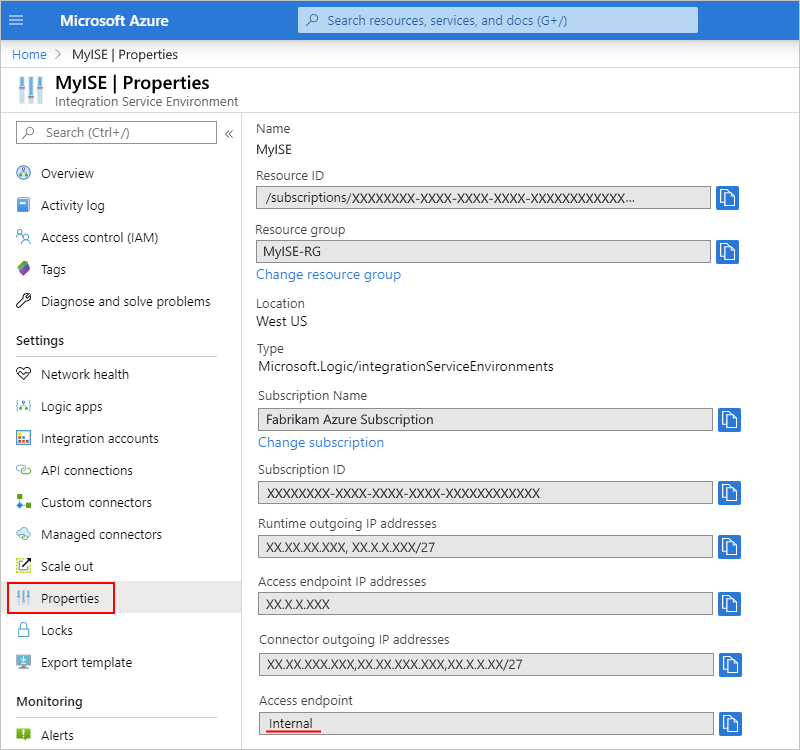 Microsoft Azure
Search resources, services, and docs (G+/)
Home > MyISE | Properties
MyISE | Properties
Integration Service Environment
Search (Ctrl+/)
«
Overview
Activity log
Access control (IAM)
Tags
Diagnose and solve problems
Settings
Network health
Logic apps
Integration accounts
API connections
Custom connectors
Managed connectors
Scale out
Properties
Locks
Export template
Monitoring
Alerts
Name
MyISE
Resource ID
/subscriptions/XXXXXXXX-XXXX-XXXX-XXXX-XXXXXXXXXXXX...
Resource group
MyISE-RG
Change resource group
Location
West US
Type
Microsoft.Logic/integrationServiceEnvironments
Subscription Name
Fabrikam Azure Subscription
Change subscription
Subscription ID
XXXXXXXX-XXXX-XXXX-XXXX-XXXXXXXXXXXX
Runtime outgoing IP addresses
XX.XX.XX.XXX, XX.X.X.XXX/27
Access endpoint IP addresses
XX.X.X.XXX
Connector outgoing IP addresses
XX.XX.XXX.XXX,XX.XX.XXX.XXX,XX.X.X.XX/27
Access endpoint
Internal